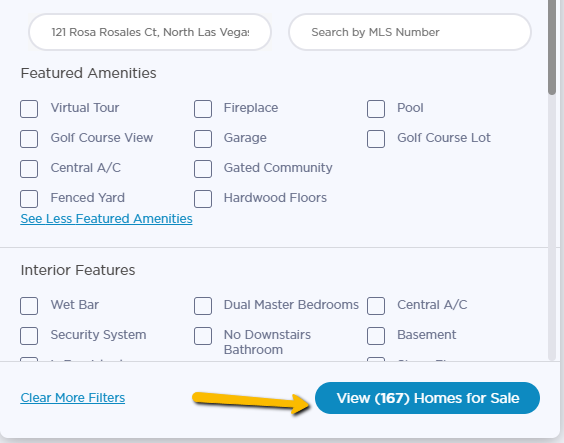 121 Rosa Rosales Ct, North Las Vegas
Search by MLS Number
Featured Amenities
Virtual Tour
Fireplace
Pool
Golf Course View
Garage
Golf Course Lot
Central A/C
Gated Community
Fenced Yard
Hardwood Floors
See Less Featured Amenities
Interior Features
Wet Bar
Dual Master Bedrooms
Central A/C
Security System
No Downstairs
Bathroom
Basement
Clear More Filters
View (167) Homes for Sale